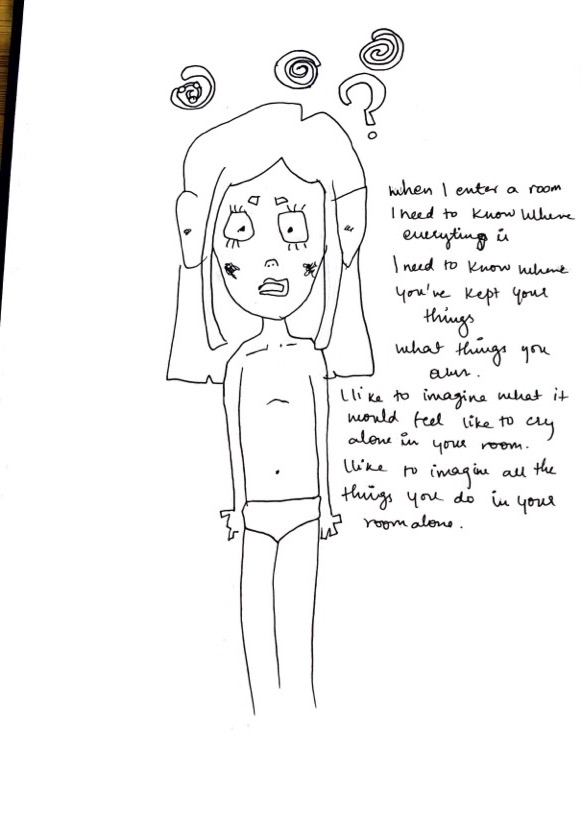 when I enter a room
I need to know where
everyting is
I need to know where
you've kept your
things
what things you
own.
I like to imagine what it
would feel like to cry
alone in your room.
I like to imagine all the
things you do in your
room alone.
?